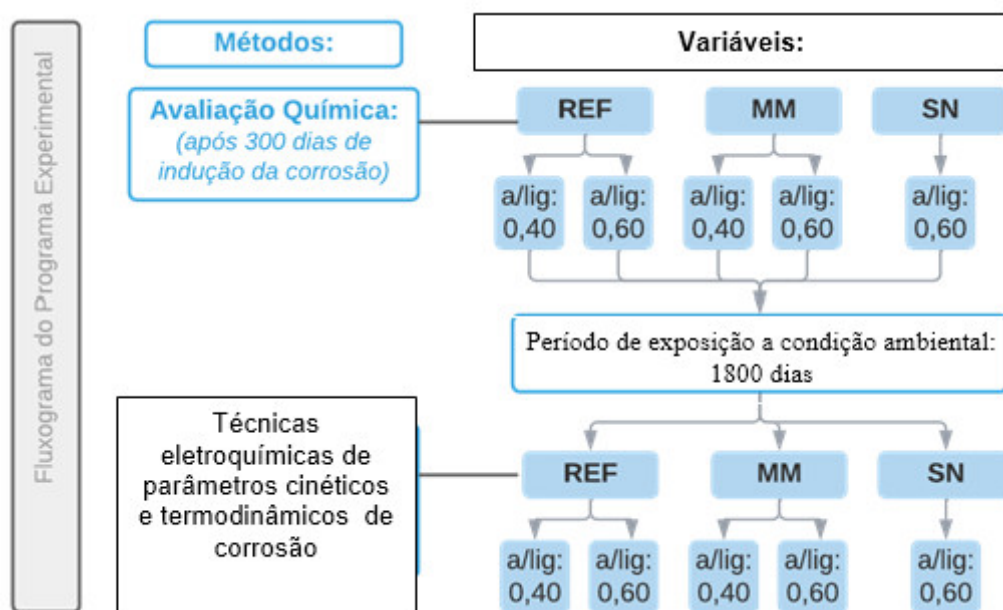 Fluxograma do Programa Experimental
Métodos:
Variáveis:
Avaliação Química:
(após 300 dias de
indução da corrosão)
REF
MM
SN
a/lig:
0,40
a/lig:
0,60
a/lig:
0,40
a/lig:
0,60
a/lig:
0,60
Período de exposição a condição ambiental:
1800 dias
Técnicas
eletroquímicas de
parâmetros cinéticos
e termodinâmicos de
corrosão
REF
MM
SN
a/lig:
0,40
a/lig:
0,60
a/lig:
0,40
a/lig:
0,60
a/lig:
0,60